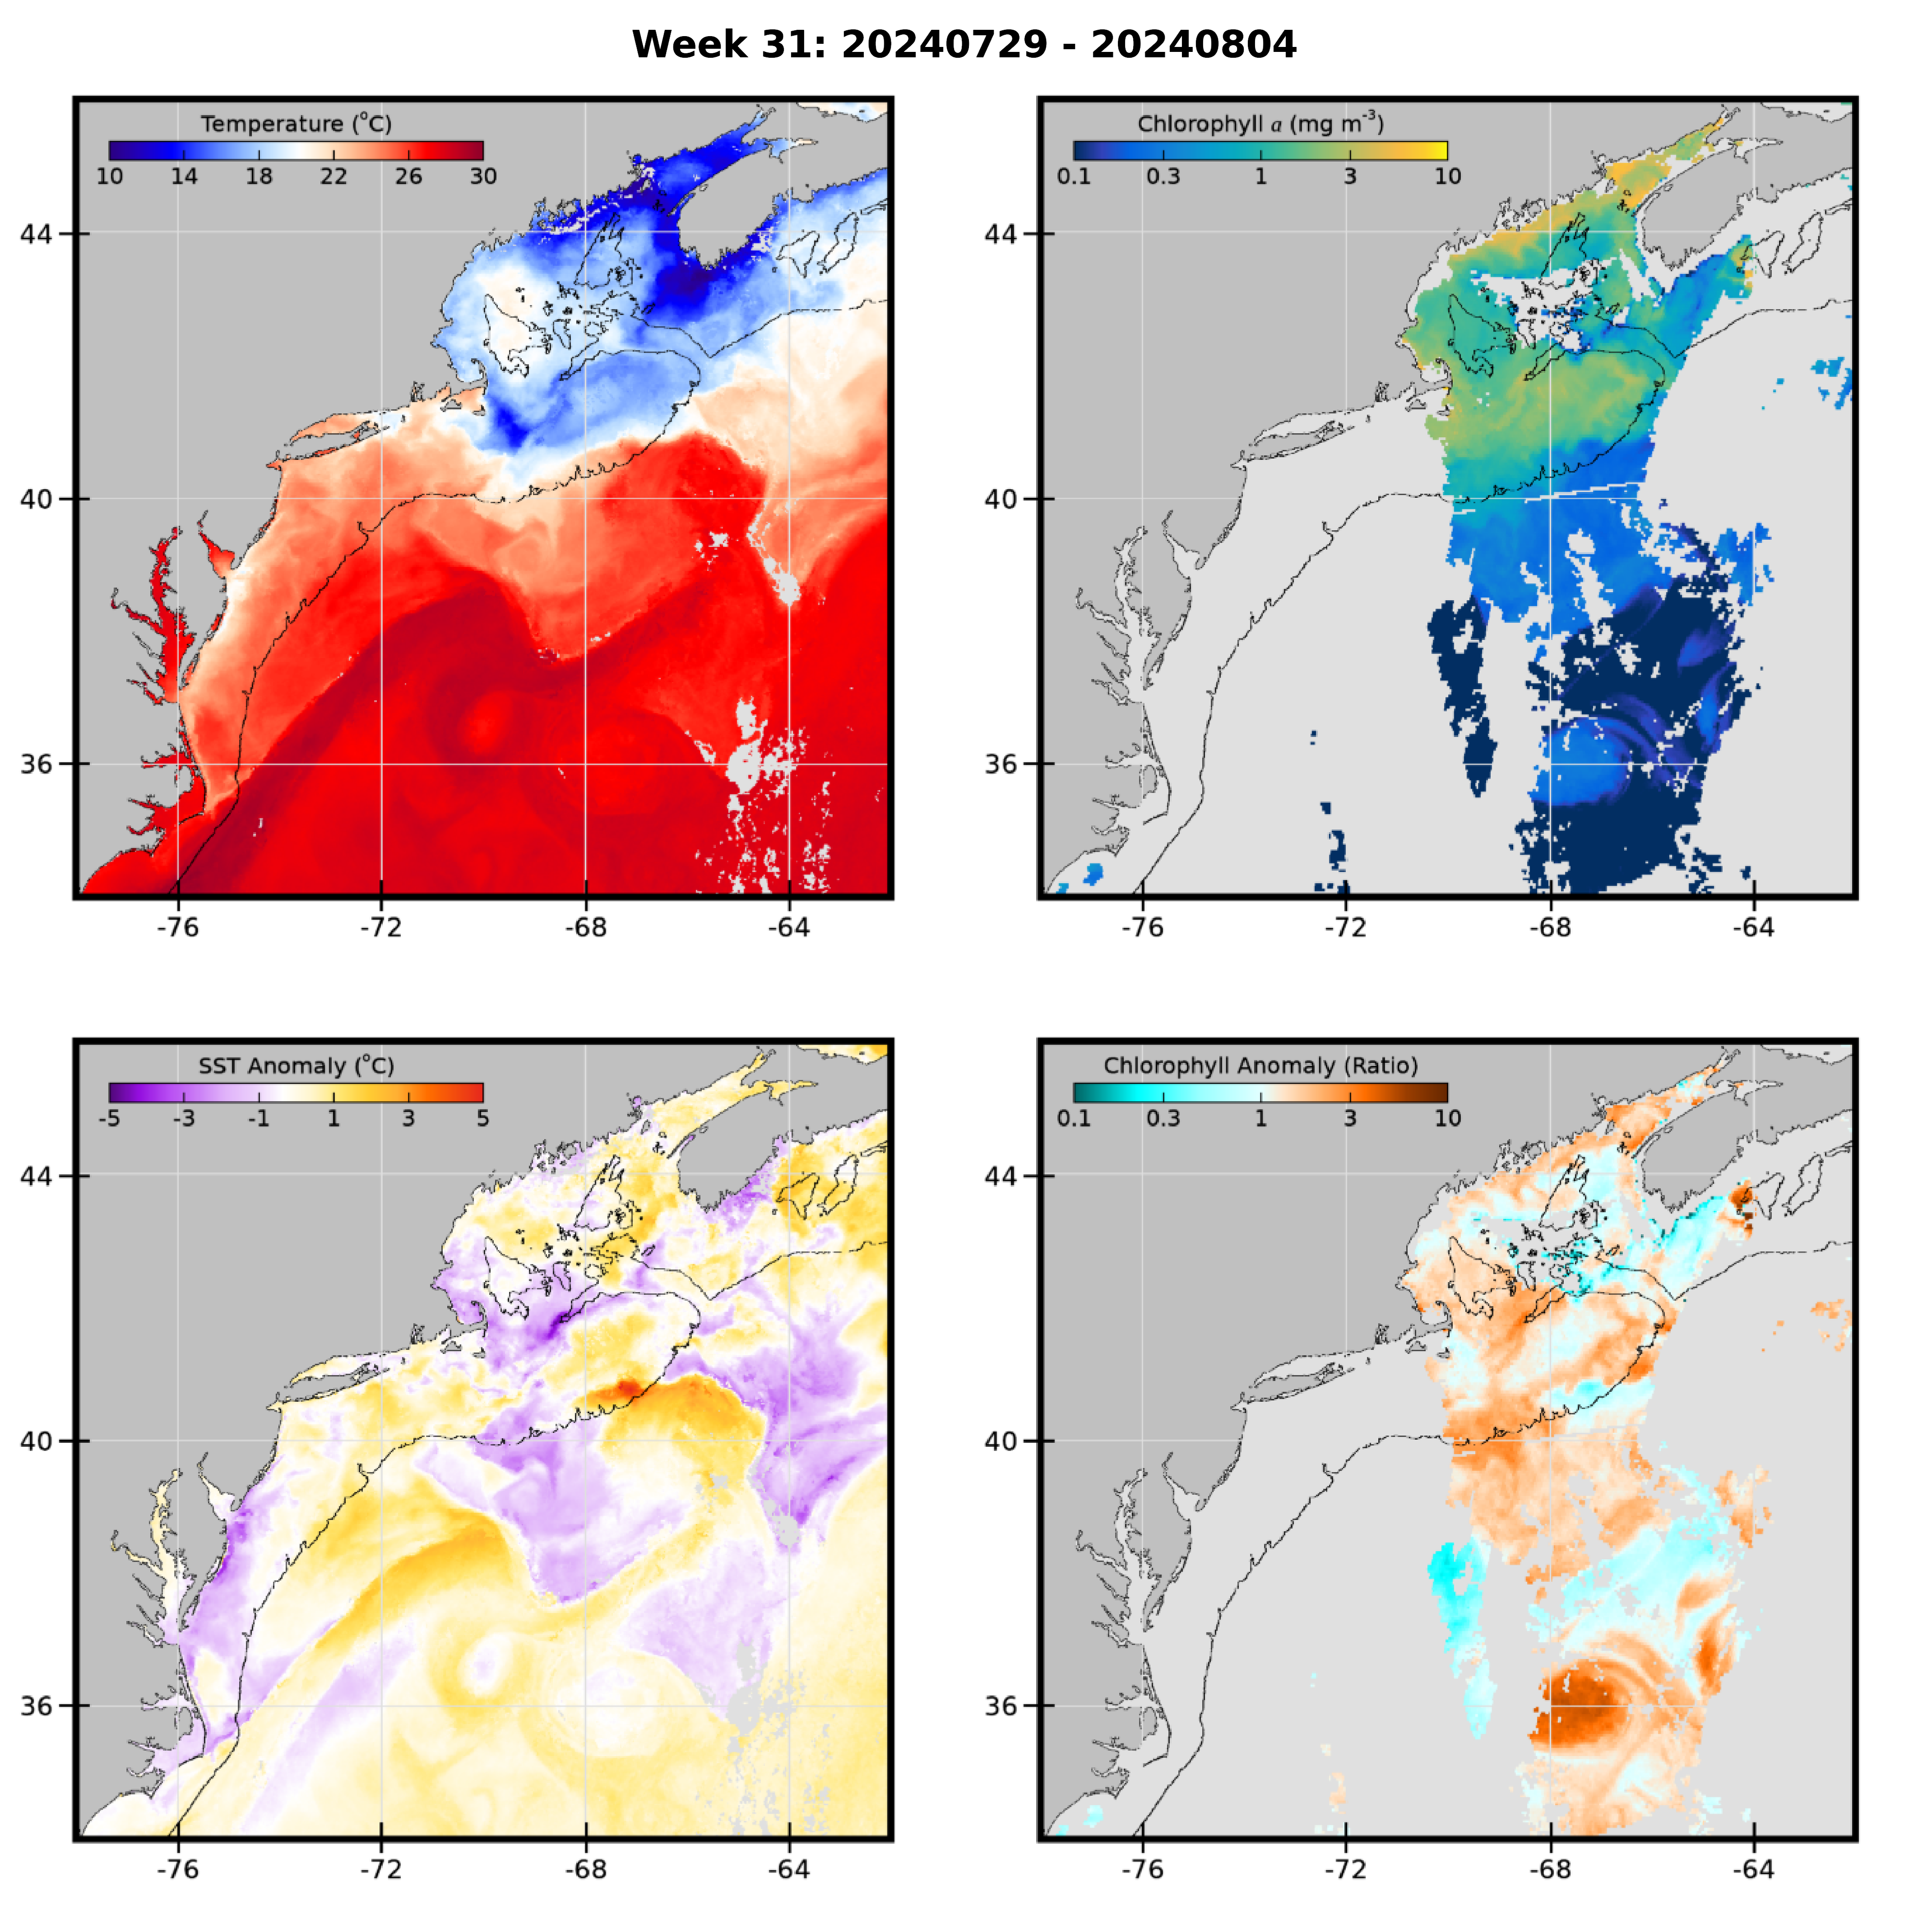 Week 31: 20240729 - 20240804
Temperature (°C)
10 14 18 22 26 30
44
40
36
-76 -72 -68 -64
Chlorophyll a (mg m⁻³)
0.1 0.3 1 3 10
44
40
36
-76 -72 -68 -64
SST Anomaly (°C)
-5 -3 -1 1 3 5
44
40
36
-76 -72 -68 -64
Chlorophyll Anomaly (Ratio)
0.1 0.3 1 3 10
44
40
36
-76 -72 -68 -64